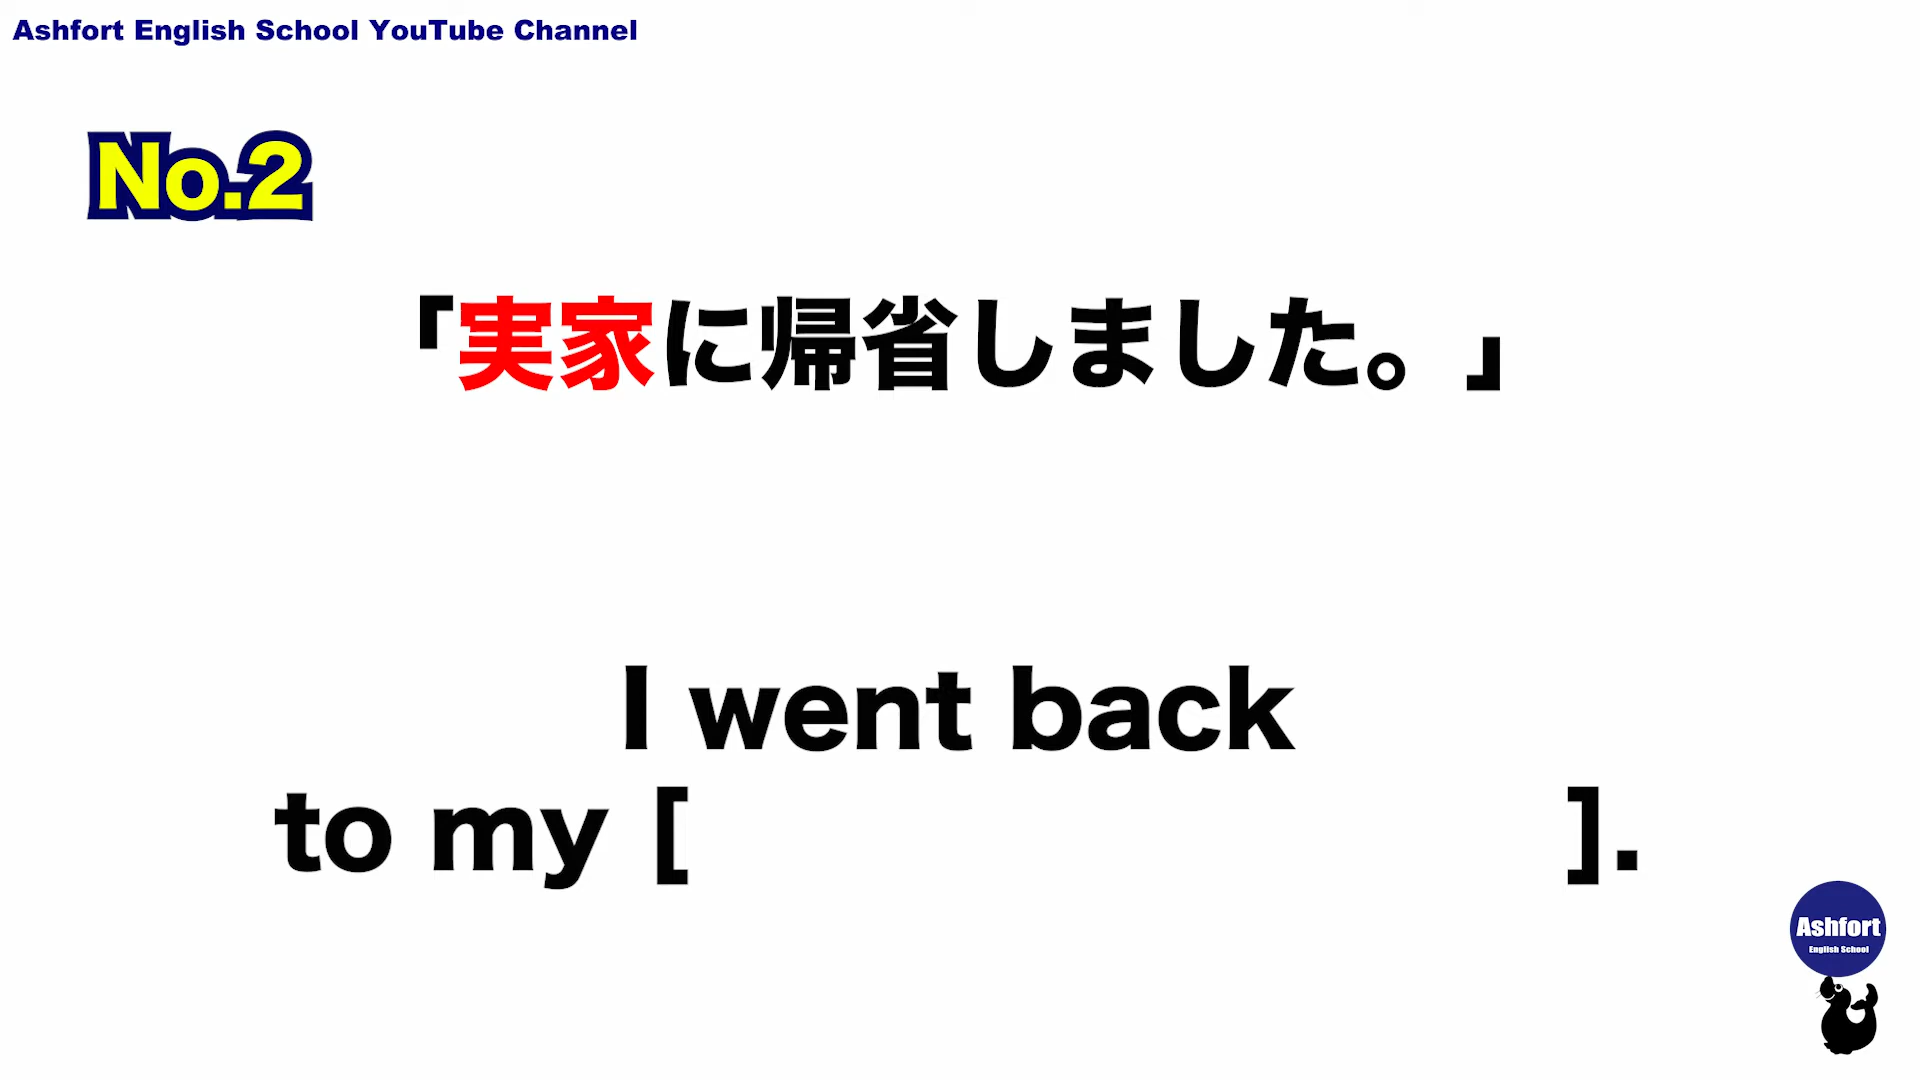 Ashfort English School YouTube Channel
No.2
「実家に帰省しました。」
I went back
to my [ ].
Ashfort
English School